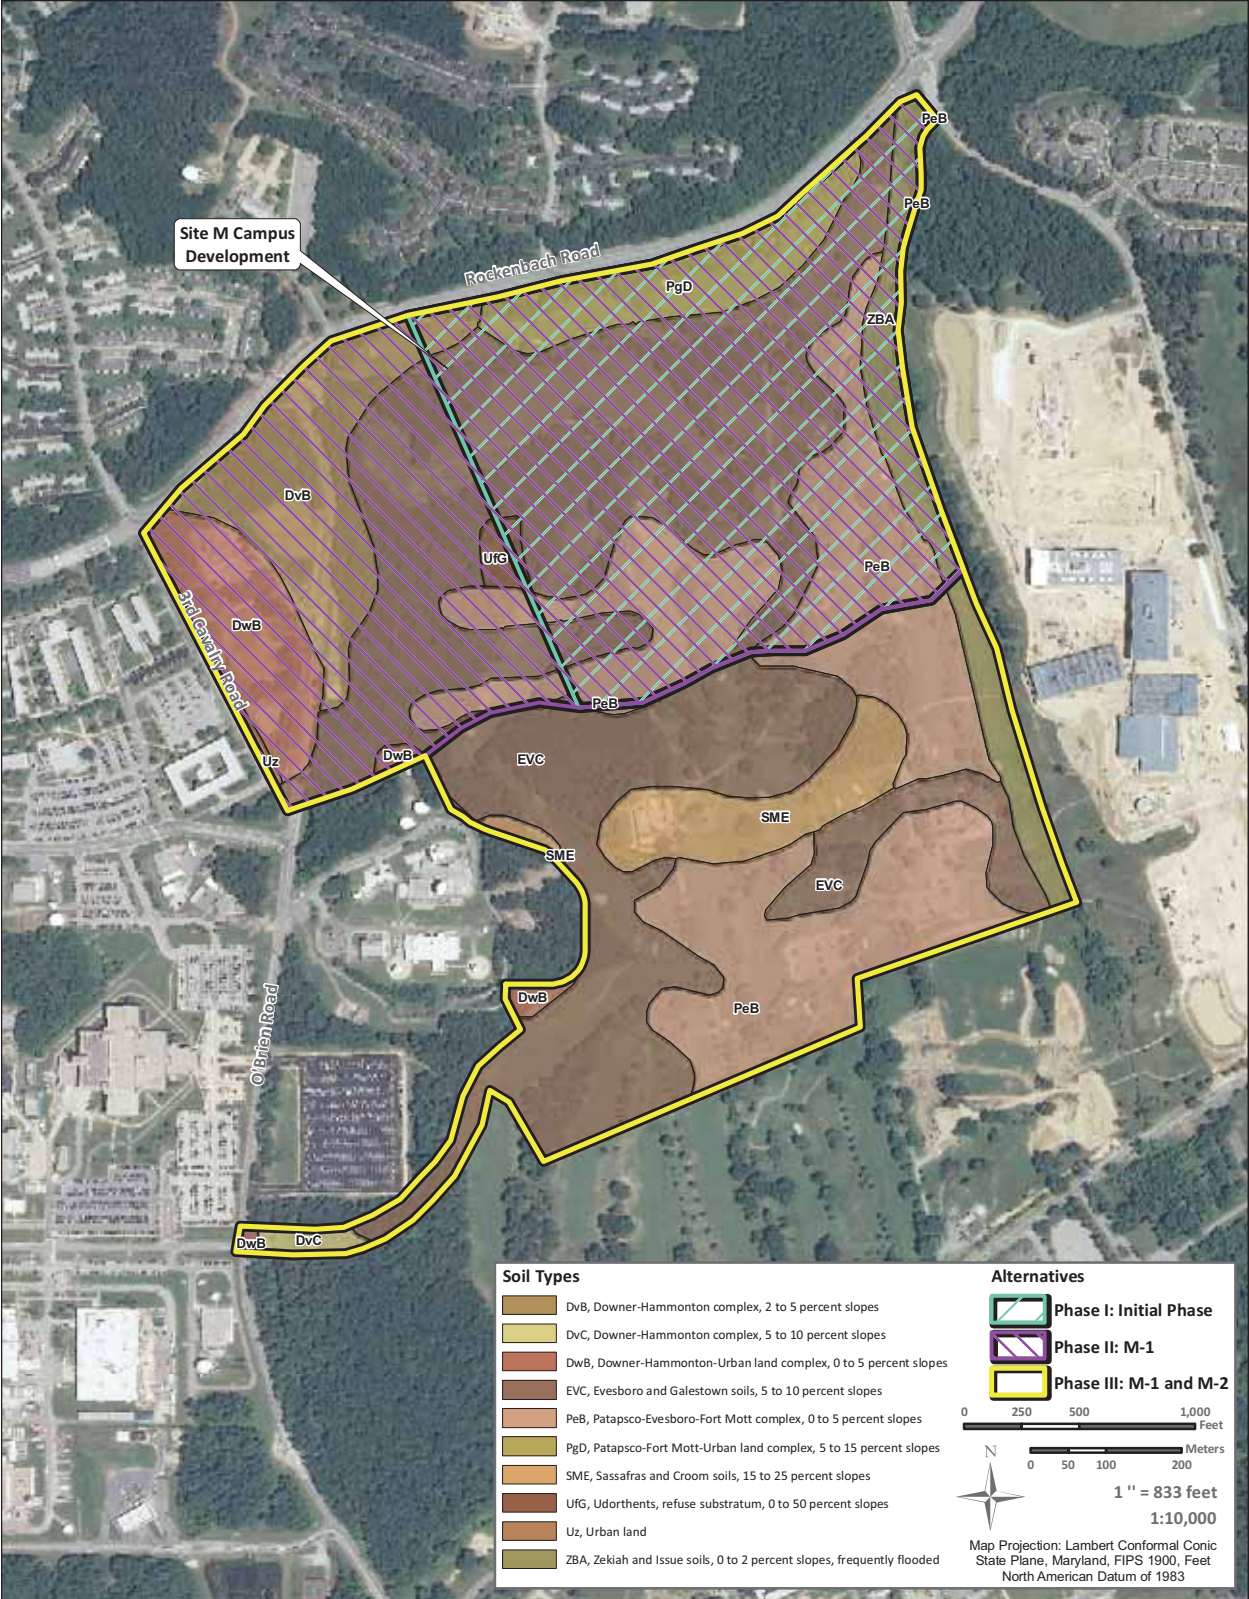 PeB
PeB
Site M Campus
Development
Rockenbach Road
PgD
ZBA
DvB
UfG
PeB
3rd Cavalry Road
DwB
PeB
Uz
DwB
EVC
SME
SME
EVC
DwB
PeB
O'Brien Road
DwB
DvC
Soil Types
DvB, Downer-Hammonton complex, 2 to 5 percent slopes
DvC, Downer-Hammonton complex, 5 to 10 percent slopes
DwB, Downer-Hammonton-Urban land complex, 0 to 5 percent slopes
EVC, Evesboro and Galestown soils, 5 to 10 percent slopes
PeB, Patapsco-Evesboro-Fort Mott complex, 0 to 5 percent slopes
PgD, Patapsco-Fort Mott-Urban land complex, 5 to 15 percent slopes
SME, Sassafras and Croom soils, 15 to 25 percent slopes
UfG, Udorthents, refuse substratum, 0 to 50 percent slopes
Uz, Urban land
ZBA, Zekiah and Issue soils, 0 to 2 percent slopes, frequently flooded
Alternatives
Phase I: Initial Phase
Phase II: M-1
Phase III: M-1 and M-2
0 250 500 1,000
Feet
Meters
0 50 100 200
N
1 " = 833 feet
1:10,000
Map Projection: Lambert Conformal Conic
State Plane, Maryland, FIPS 1900, Feet
North American Datum of 1983